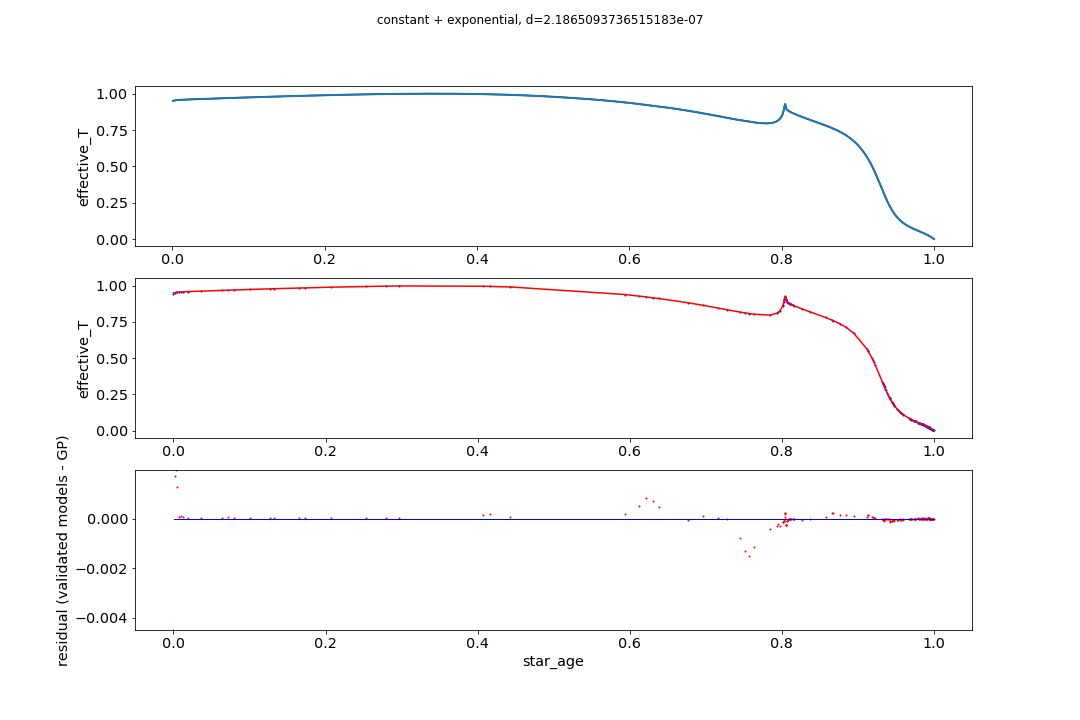 constant + exponential, d=2.1865093736515183e-07
1.00
0.75
0.50
0.25
0.00
effective_T
0.0 0.2 0.4 0.6 0.8 1.0
1.00
0.75
0.50
0.25
0.00
effective_T
0.0 0.2 0.4 0.6 0.8 1.0
0.000
−0.002
−0.004
residual (validated models - GP)
0.0 0.2 0.4 0.6 0.8 1.0
star_age